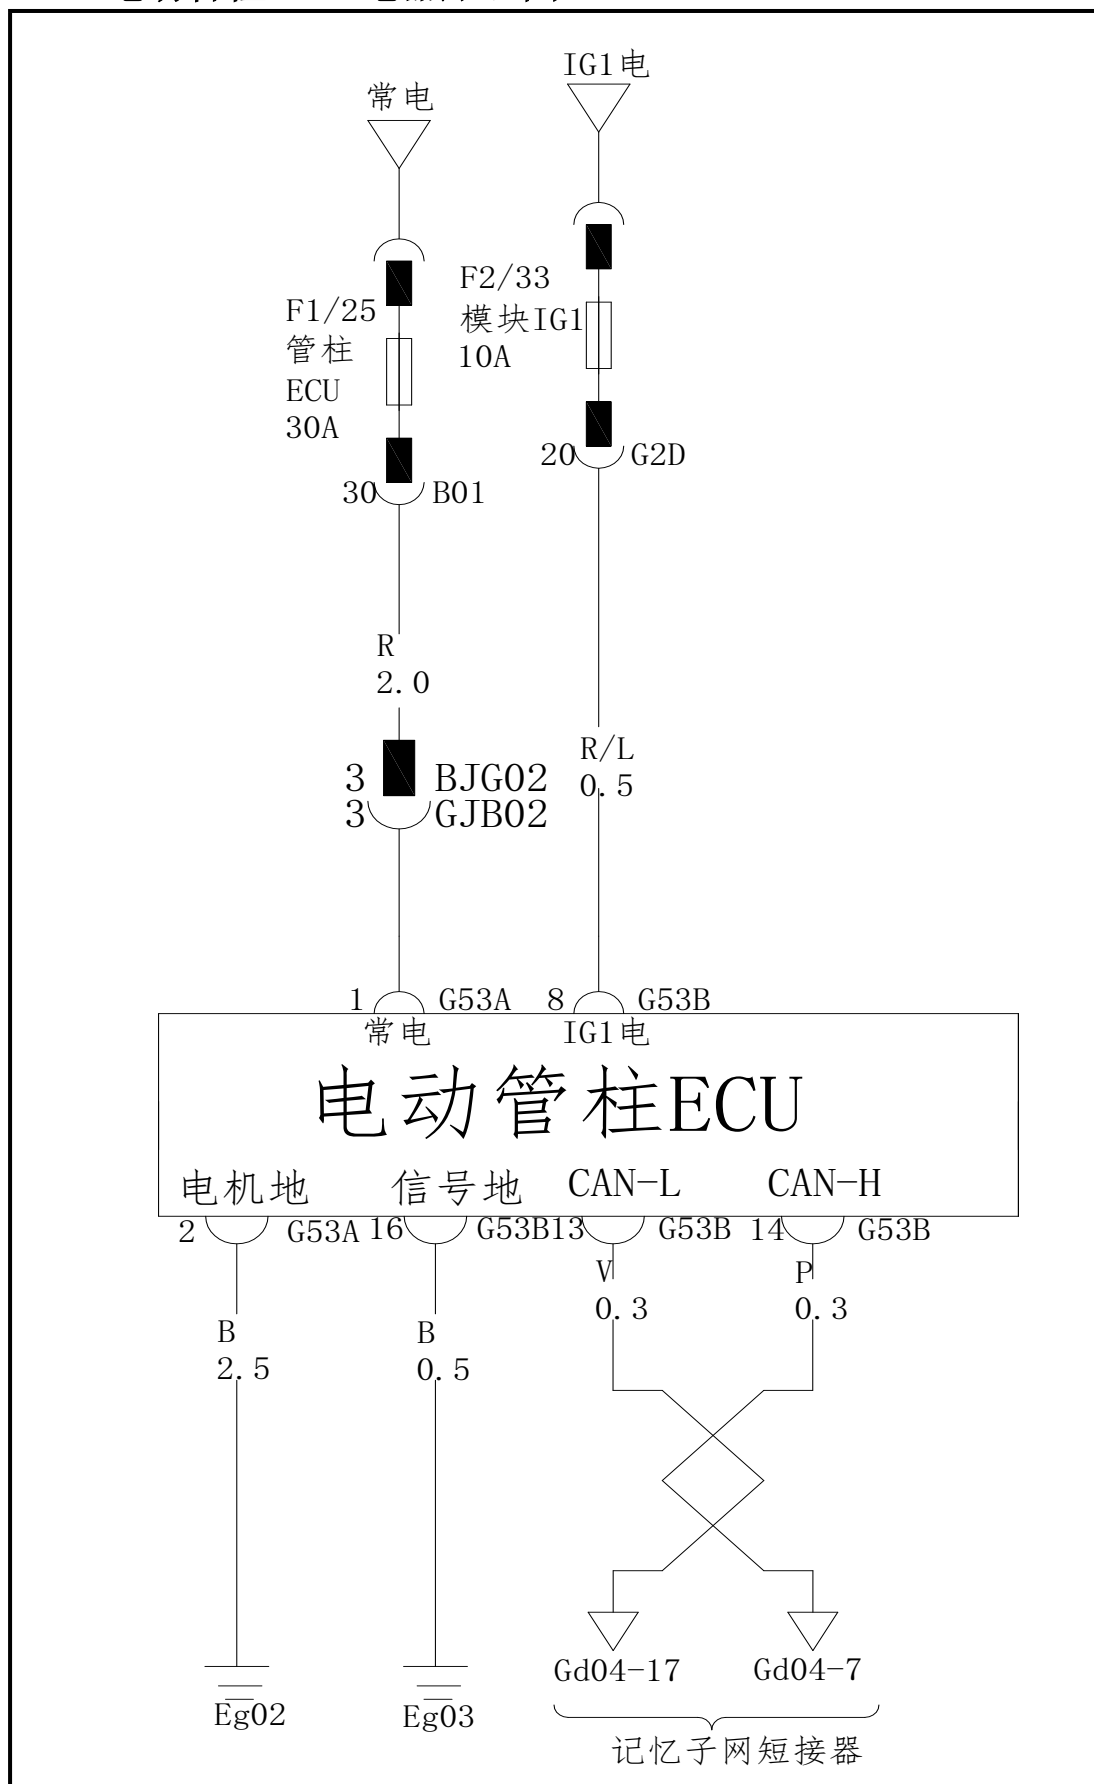 IG1电
常电
F2/33
模块IG1
10A
F1/25
管柱
ECU
30A
20 G2D
30 B01
R
2.0
R/L
0.5
3 BJG02
3 GJB02
1 G53A 8 G53B
常电 IG1电
电动管柱ECU
电机地 信号地 CAN-L CAN-H
2 G53A 16 G53B 13 G53B 14 G53B
V P
0.3 0.3
B B
2.5 0.5
Gd04-17 Gd04-7
Eg02 Eg03
记忆子网短接器